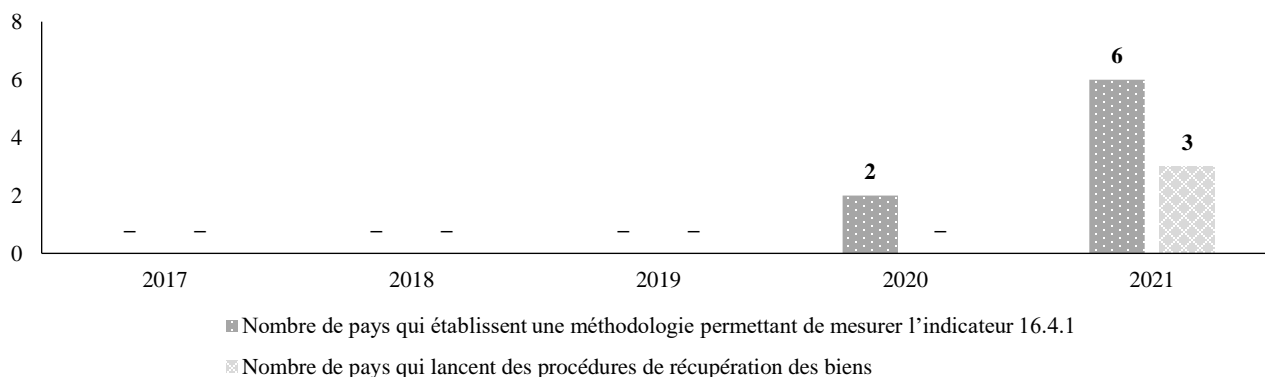 8
6
4
2
0
– – – – – – 2 – 6 3
2017 2018 2019 2020 2021
Nombre de pays qui établissent une méthodologie permettant de mesurer l’indicateur 16.4.1
Nombre de pays qui lancent des procédures de récupération des biens